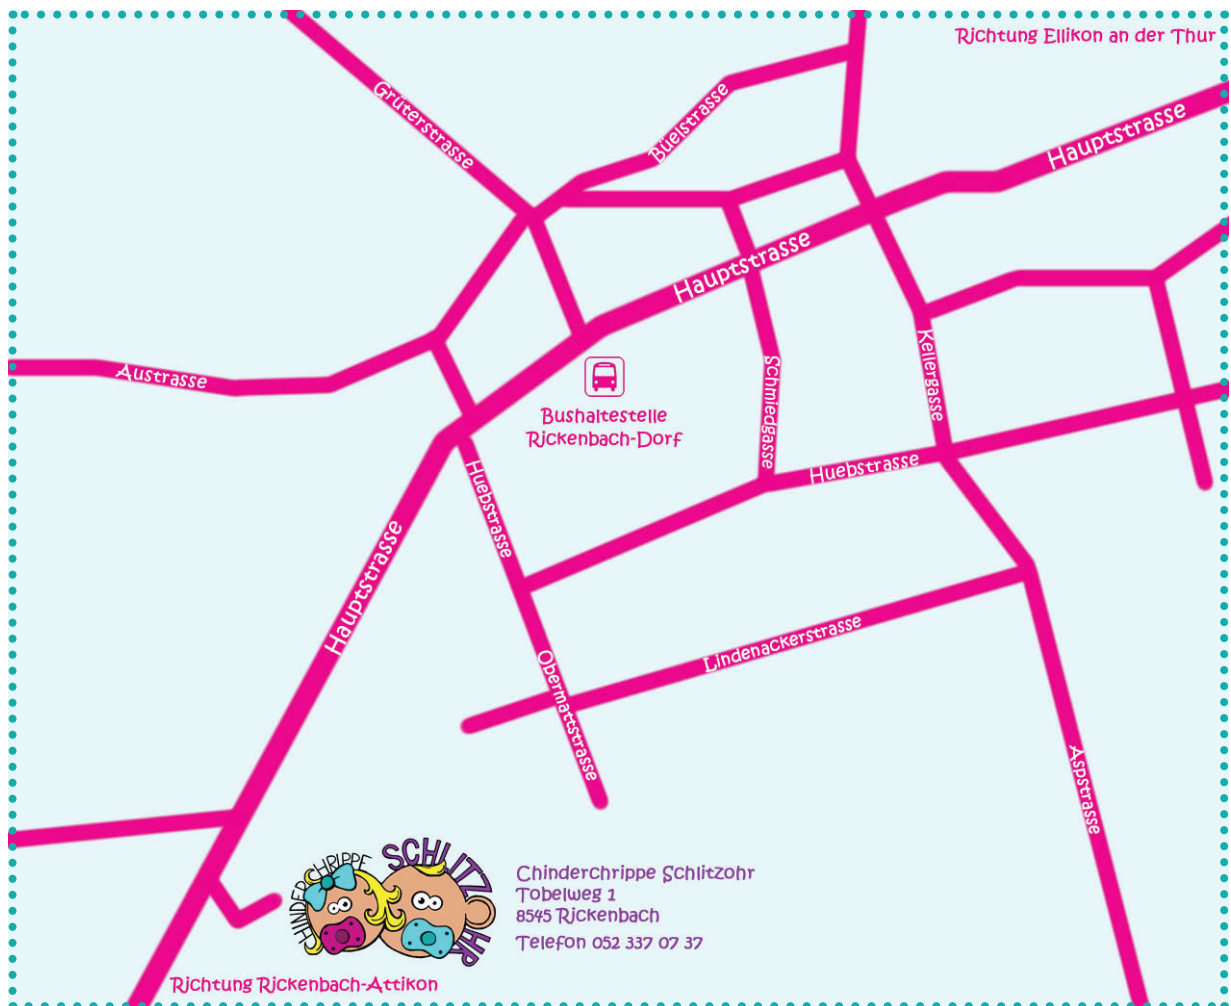 Richtung Ellikon an der Thur
Grüterstrasse
Büelstrasse
Hauptstrasse
Hauptstrasse
Austrasse
Bushaltestelle
Rickenbach-Dorf
Schmiedgasse
Kellergasse
Huebstrasse
Huebstrasse
Hauptstrasse
Obermattstrasse
Lindenackerstrasse
Aspstrasse
CHINDERCHRIPPE
SCHLITZOHR
Chinderchrippe Schlitzohr
Tobelweg 1
8545 Rickenbach
Telefon 052 337 07 37
Richtung Rickenbach-Attikon